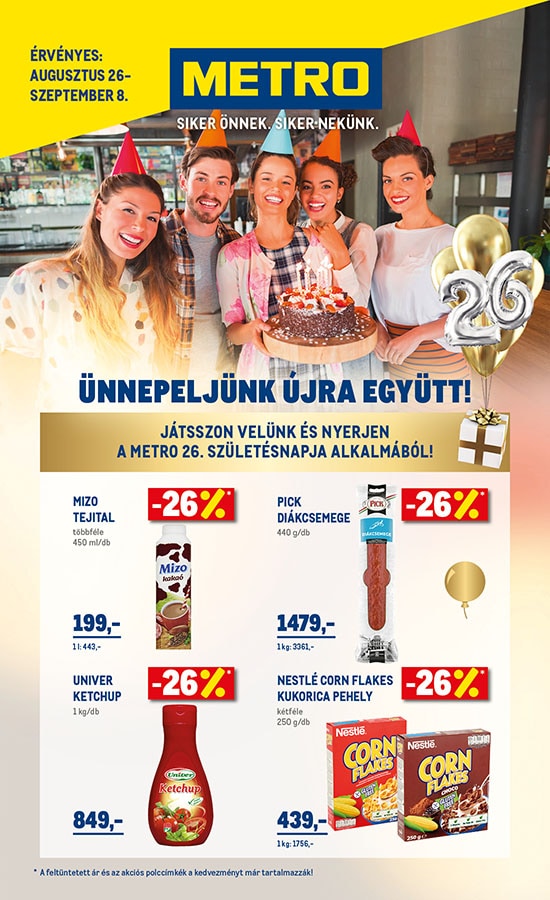 ÉRVÉNYES:
AUGUSZTUS 26-
SZEPTEMBER 8.
METRO
SIKER ÖNNEK. SIKER NEKÜNK.
26
ÜNNEPELJÜNK ÚJRA EGYÜTT!
JÁTSSZON VELÜNK ÉS NYERJEN
A METRO 26. SZÜLETÉSNAPJA ALKALMÁBÓL!
MIZO
TEJITAL
többféle
450 ml/db
-26%*
Mizo
kakaó
199,-
1 l: 443,-
PICK
DIÁKCSEMEGE
440 g/db
-26%*
PICK
DIÁKCSEMEGE
1479,-
1 kg: 3361,-
UNIVER
KETCHUP
1 kg/db
-26%*
Univer
Ketchup
849,-
NESTLÉ CORN FLAKES
KUKORICA PEHELY
kétféle
250 g/db
-26%*
Nestlé
CORN
FLAKES
GLUTEN
FREE
Nestlé
CORN
FLAKES
CHOCO
GLUTEN
FREE
250 g
439,-
1 kg: 1756,-
* A feltüntetett ár és az akciós polccímkék a kedvezményt már tartalmazzák!